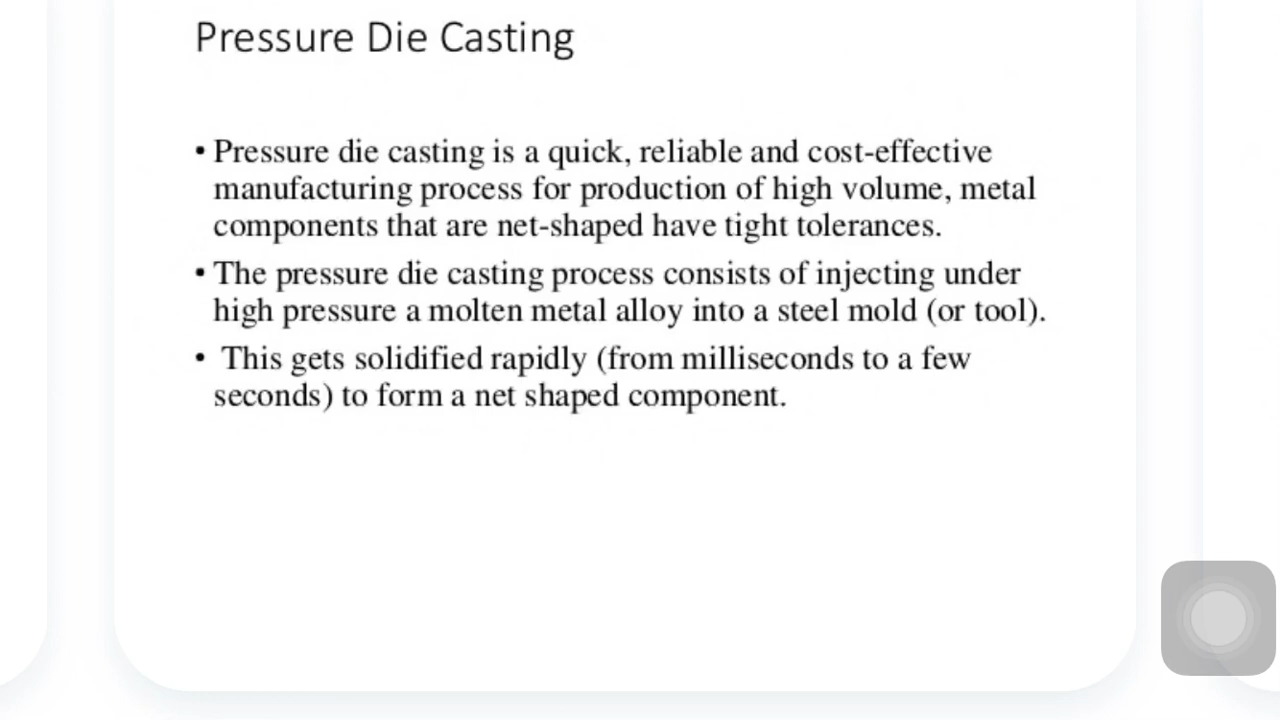 Pressure Die Casting
• Pressure die casting is a quick, reliable and cost-effective
manufacturing process for production of high volume, metal
components that are net-shaped have tight tolerances.
• The pressure die casting process consists of injecting under
high pressure a molten metal alloy into a steel mold (or tool).
• This gets solidified rapidly (from milliseconds to a few
seconds) to form a net shaped component.